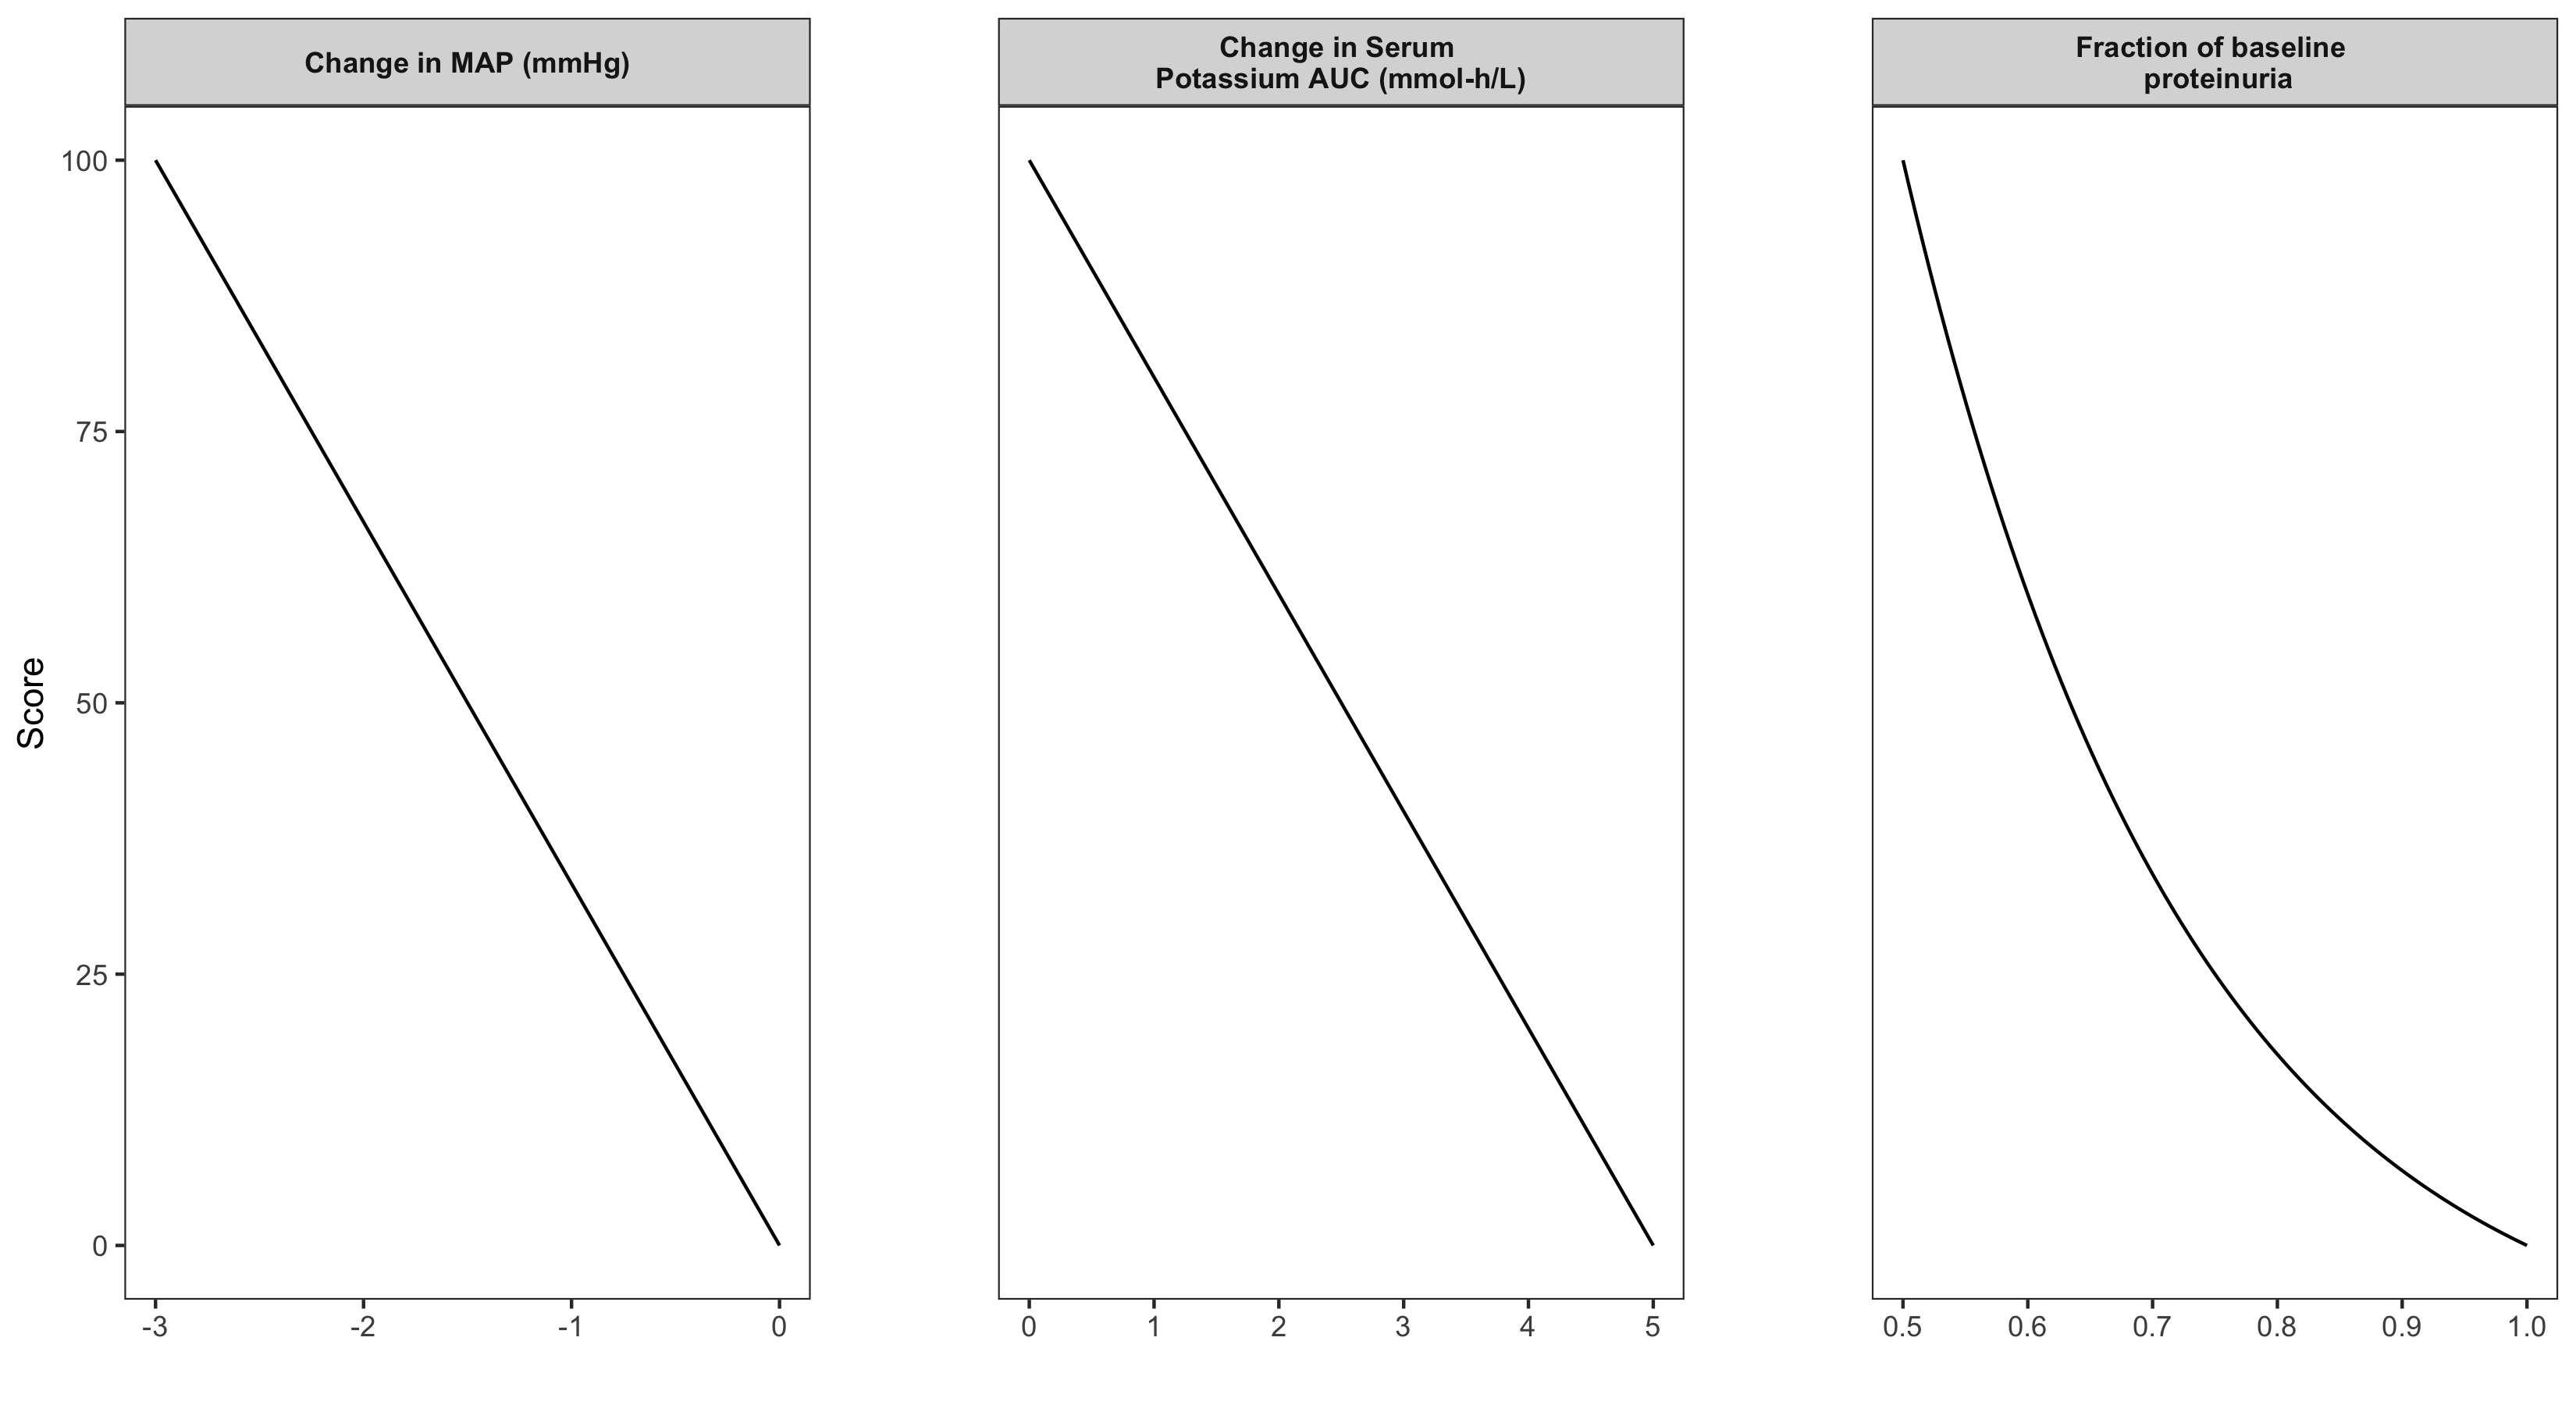 Change in MAP (mmHg)
Change in Serum
Potassium AUC (mmol-h/L)
Fraction of baseline
proteinuria
Score
100
75
50
25
0
-3 -2 -1 0
0 1 2 3 4 5
0.5 0.6 0.7 0.8 0.9 1.0